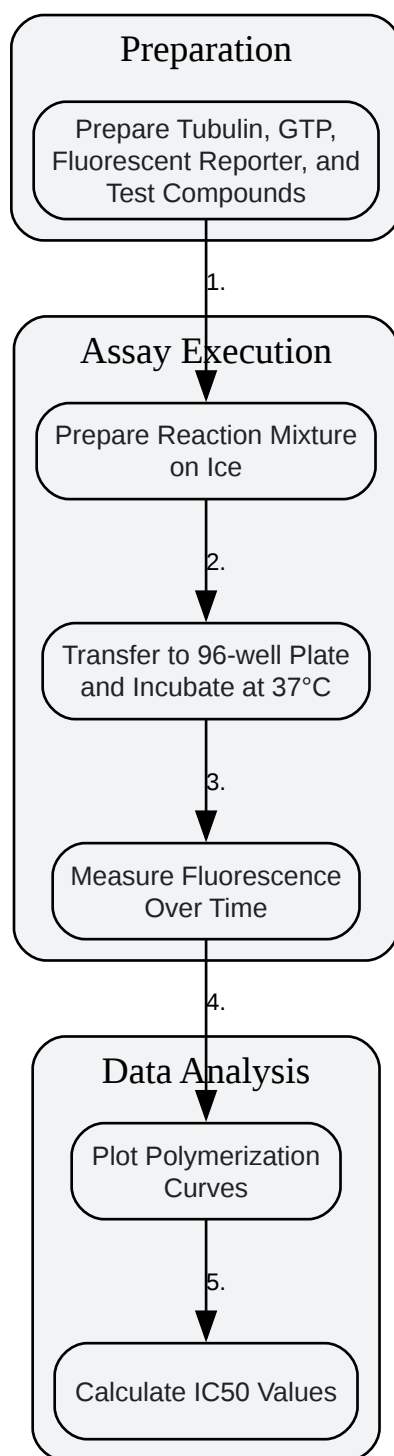 Preparation
Prepare Tubulin, GTP,
Fluorescent Reporter, and
Test Compounds
1.
Assay Execution
Prepare Reaction Mixture
on Ice
2.
Transfer to 96-well Plate
and Incubate at 37°C
3.
Measure Fluorescence
Over Time
4.
Data Analysis
Plot Polymerization
Curves
5.
Calculate IC50 Values